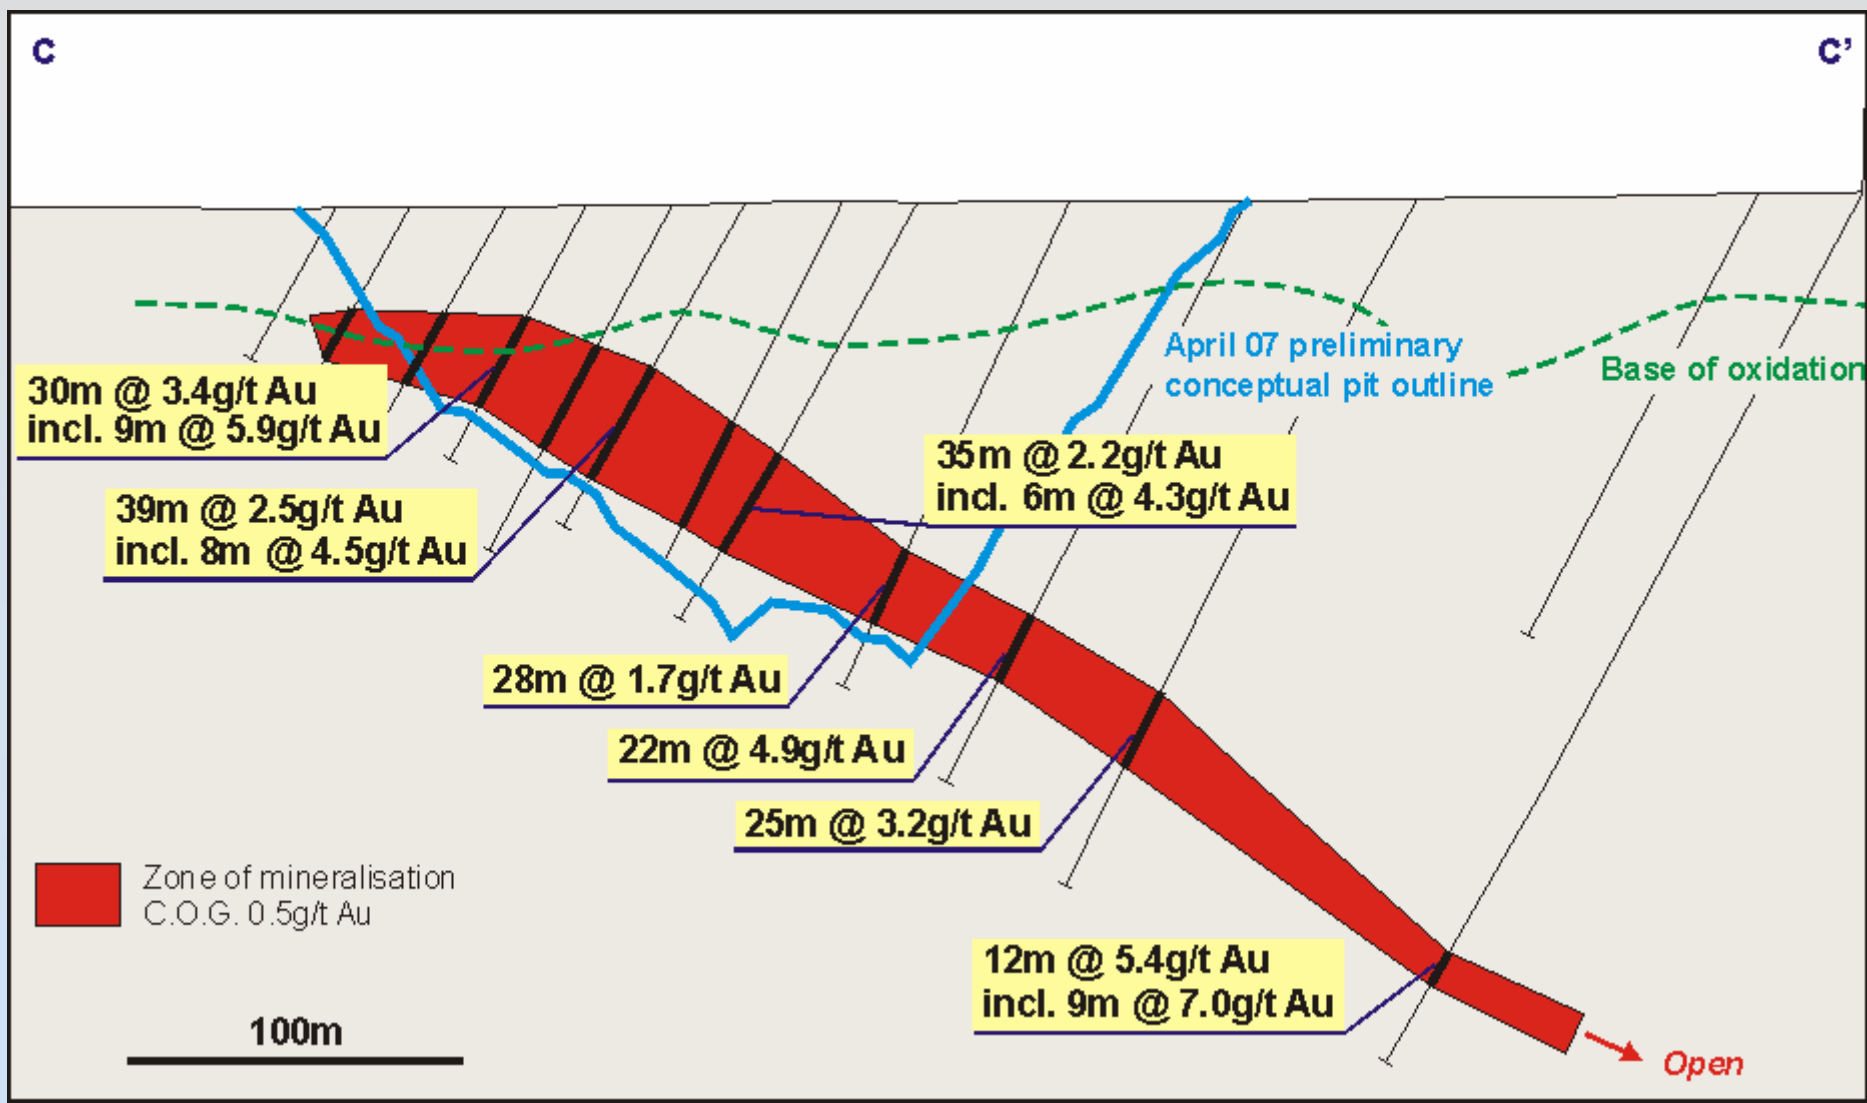 C
C'
April 07 preliminary
conceptual pit outline
Base of oxidation
30m @ 3.4g/t Au
incl. 9m @ 5.9g/t Au
35m @ 2.2g/t Au
incl. 6m @ 4.3g/t Au
39m @ 2.5g/t Au
incl. 8m @ 4.5g/t Au
28m @ 1.7g/t Au
22m @ 4.9g/t Au
25m @ 3.2g/t Au
Zone of mineralisation
C.O.G. 0.5g/t Au
12m @ 5.4g/t Au
incl. 9m @ 7.0g/t Au
100m
Open